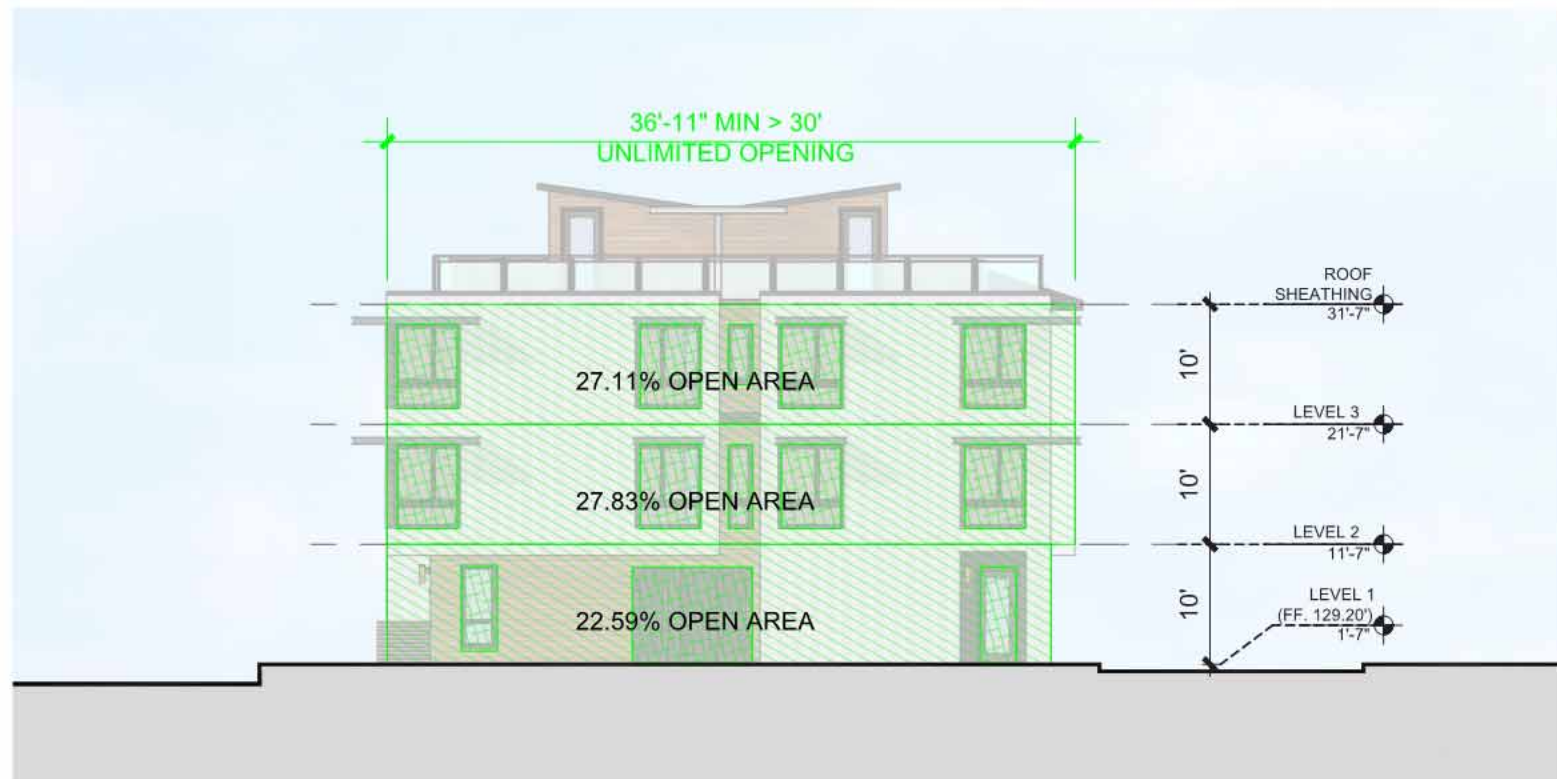 36'-11" MIN > 30'
UNLIMITED OPENING
ROOF
SHEATHING
31'-7"
27.11% OPEN AREA
10'
LEVEL 3
21'-7"
27.83% OPEN AREA
10'
LEVEL 2
11'-7"
22.59% OPEN AREA
10'
LEVEL 1
(FF. 129.20')
1'-7"